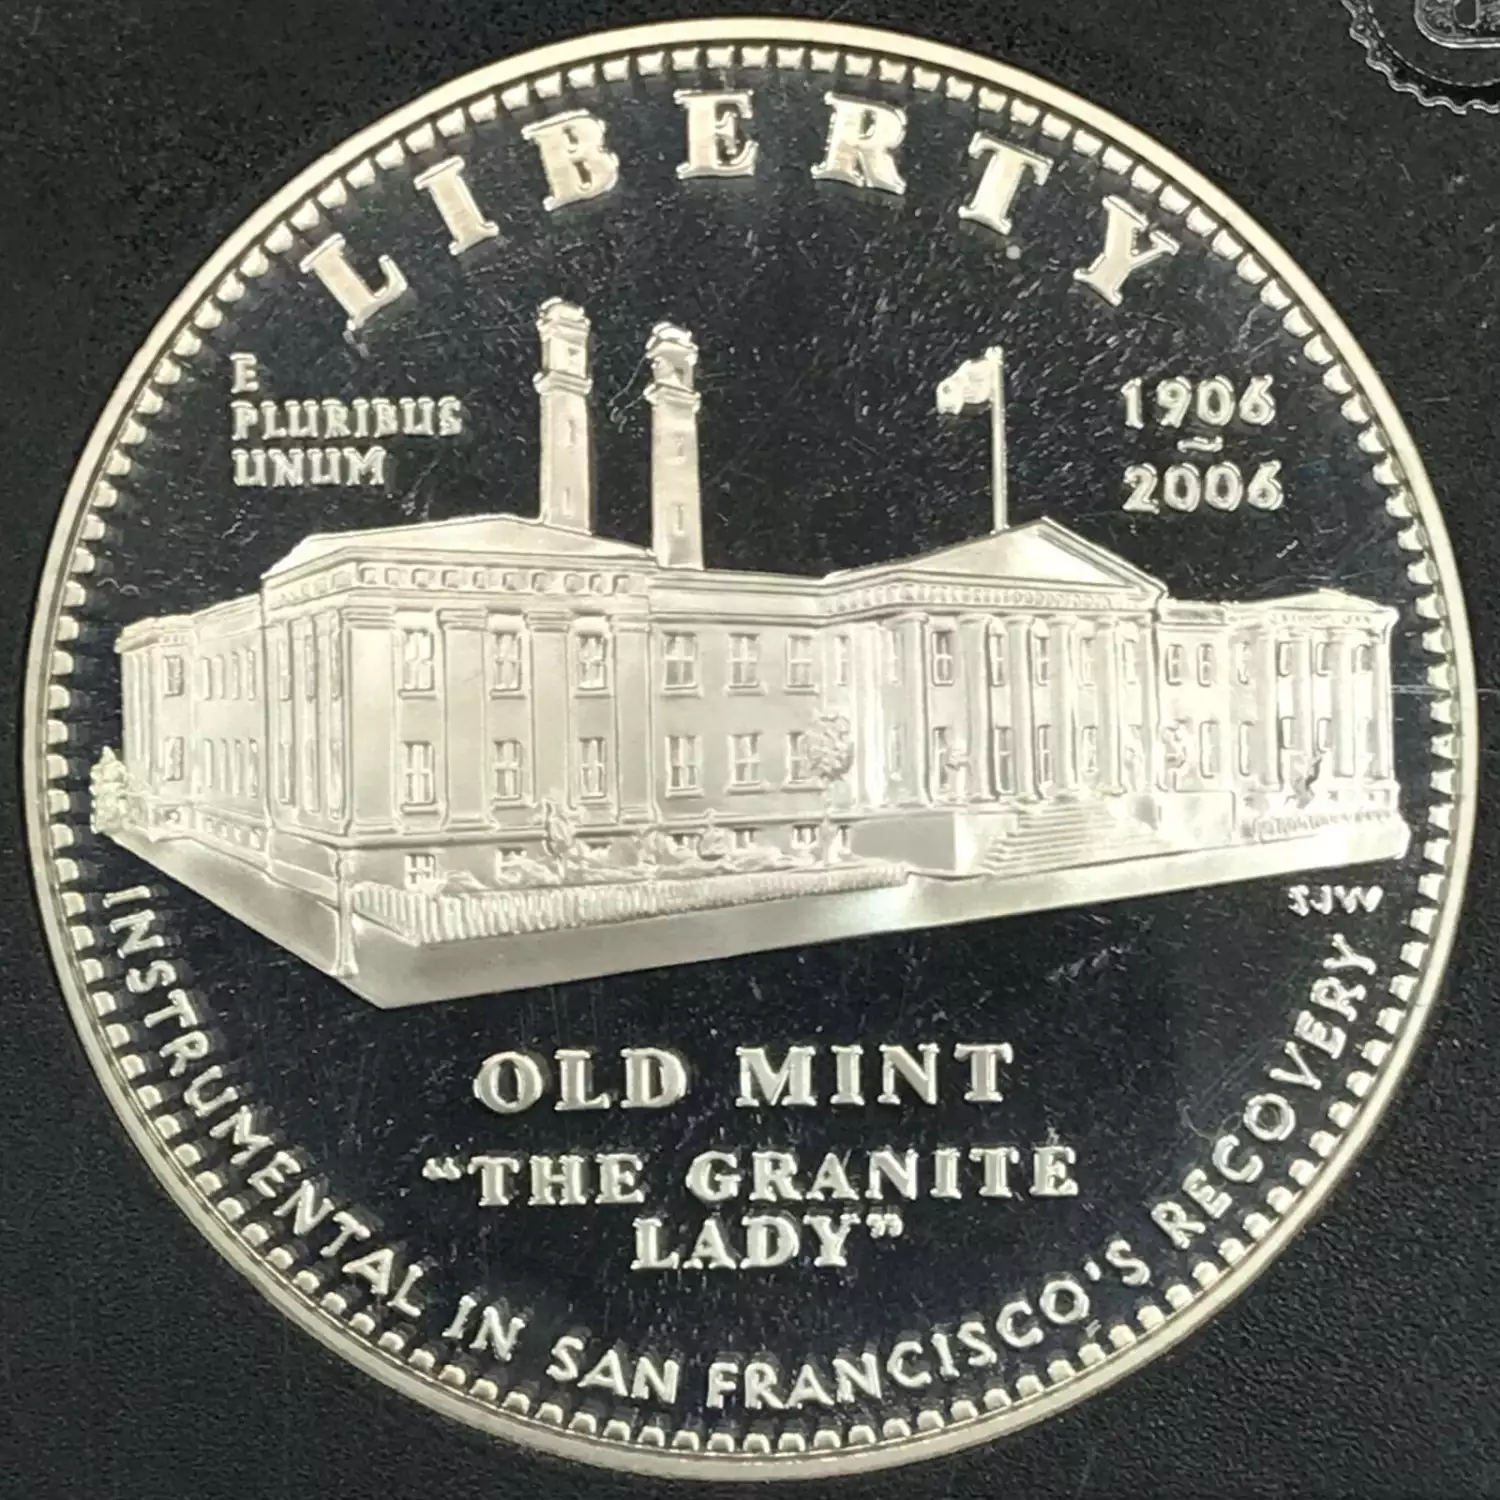 LIBERTY
E
PLURIBUS
UNUM
1906
~
2006
SJW
OLD MINT
"THE GRANITE
LADY"
INSTRUMENTAL IN SAN FRANCISCO'S RECOVERY